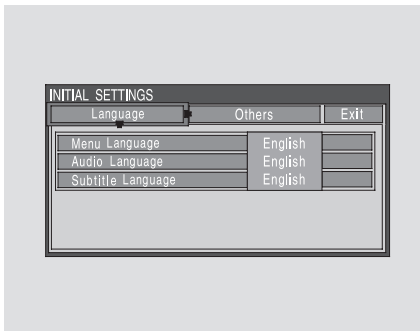 INITIAL SETTINGS
Language Others Exit
Menu Language English
Audio Language English
Subtitle Language English